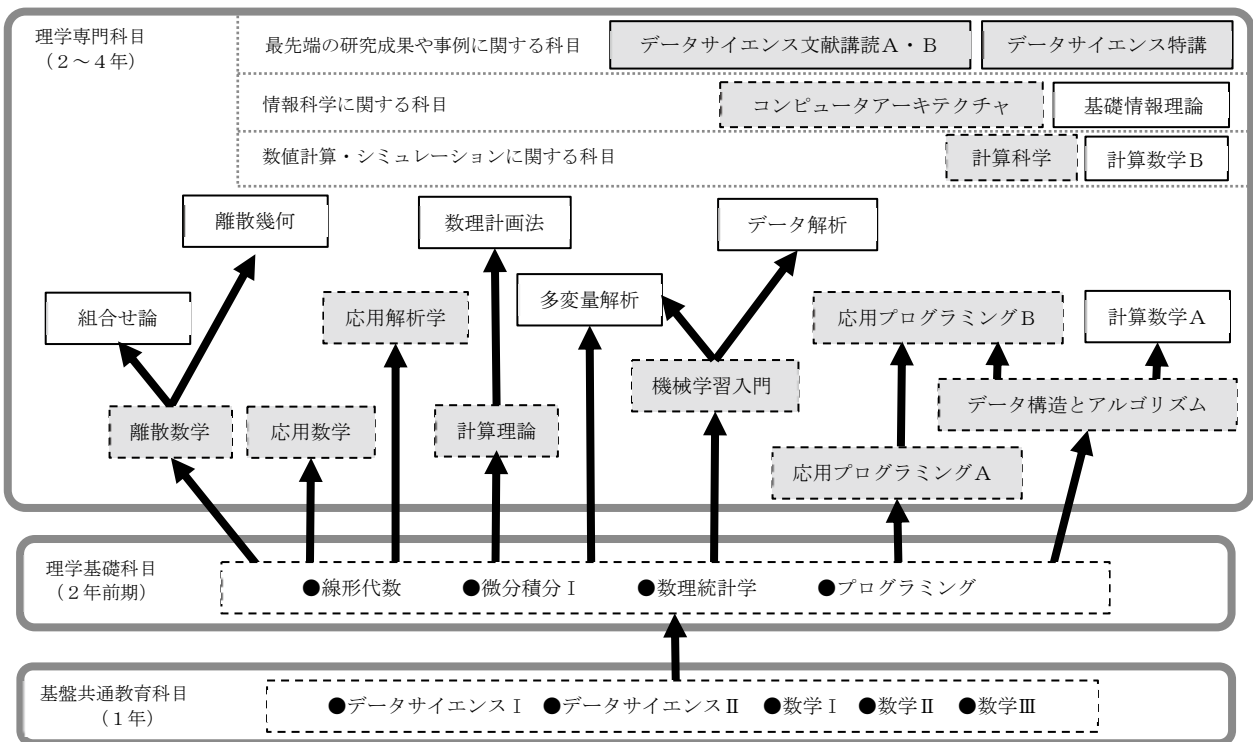 理学専門科目
(2~4年)
最先端の研究成果や事例に関する科目
データサイエンス文献講読A・B
データサイエンス特講
情報科学に関する科目
コンピュータアーキテクチャ
基礎情報理論
数値計算・シミュレーションに関する科目
計算科学
計算数学B
離散幾何
数理計画法
データ解析
組合せ論
応用解析学
多変量解析
応用プログラミングB
計算数学A
機械学習入門
データ構造とアルゴリズム
離散数学
応用数学
計算理論
応用プログラミングA
理学基礎科目
(2年前期)
●線形代数 ●微分積分Ⅰ ●数理統計学 ●プログラミング
基盤共通教育科目
(1年)
●データサイエンスⅠ ●データサイエンスⅡ ●数学Ⅰ ●数学Ⅱ ●数学Ⅲ